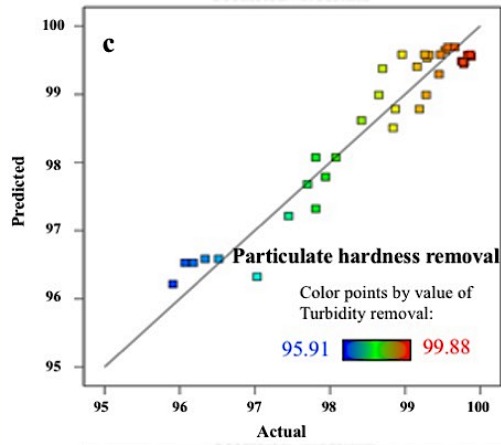 c
100
99
98
97
96
95
Predicted
Particulate hardness removal
Color points by value of
Turbidity removal:
95.91 99.88
95 96 97 98 99 100
Actual